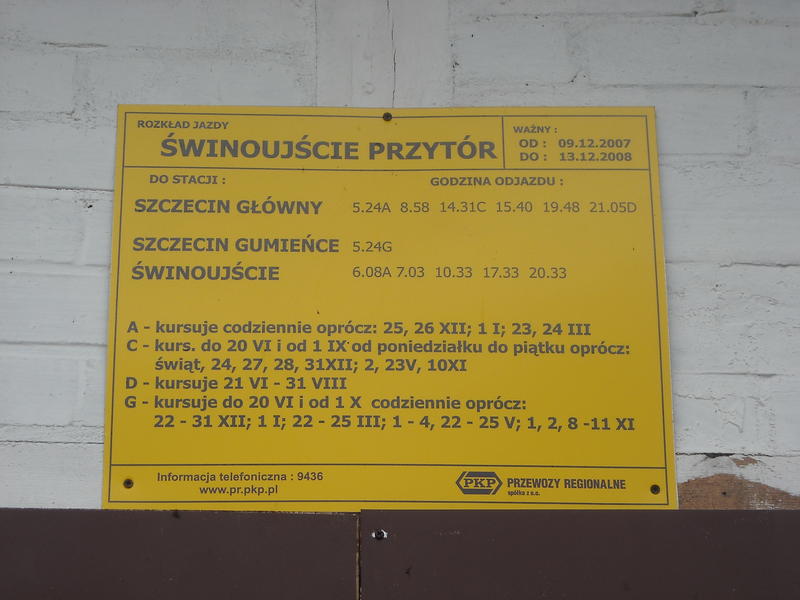 ROZKŁAD JAZDY
ŚWINOUJŚCIE PRZYTÓR
WAŻNY :
OD : 09.12.2007
DO : 13.12.2008
DO STACJI : GODZINA ODJAZDU :
SZCZECIN GŁÓWNY 5.24A 8.58 14.31C 15.40 19.48 21.05D
SZCZECIN GUMIEŃCE 5.24G
ŚWINOUJŚCIE 6.08A 7.03 10.33 17.33 20.33
A - kursuje codziennie oprócz: 25, 26 XII; 1 I; 23, 24 III
C - kurs. do 20 VI i od 1 IX od poniedziałku do piątku oprócz:
świąt, 24, 27, 28, 31XII; 2, 23V, 10XI
D - kursuje 21 VI - 31 VIII
G - kursuje do 20 VI i od 1 X codziennie oprócz:
22 - 31 XII; 1 I; 22 - 25 III; 1 - 4, 22 - 25 V; 1, 2, 8 -11 XI
Informacja telefoniczna : 9436
www.pr.pkp.pl
PKP PRZEWOZY REGIONALNE
spółka z o.o.